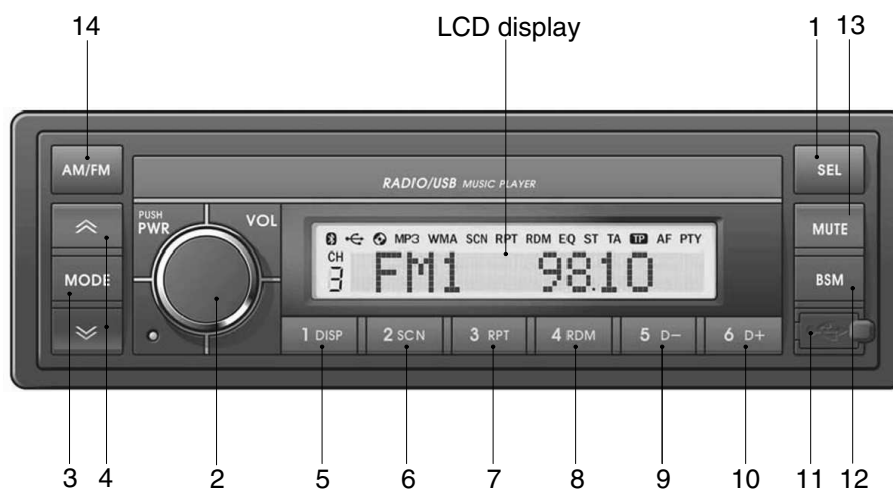 14 LCD display 1 13
AM/FM SEL
RADIO/USB MUSIC PLAYER
PUSH
PWR VOL MUTE
MP3 WMA SCN RPT RDM EQ ST TA TP AF PTY
CH
3 FM1 98.10
MODE BSM
1 DISP 2 SCN 3 RPT 4 RDM 5 D− 6 D+
3 4 2 5 6 7 8 9 10 11 12